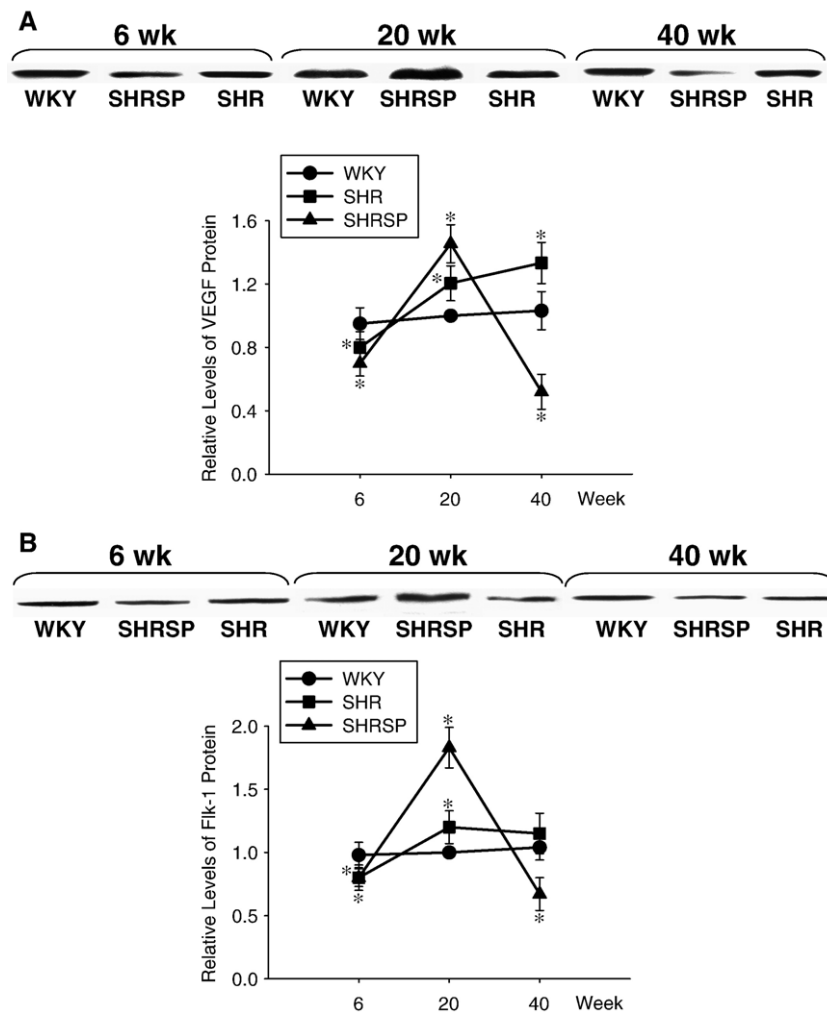 A
6 wk 20 wk 40 wk
WKY SHRSP SHR WKY SHRSP SHR WKY SHRSP SHR
WKY
SHR
SHRSP
Relative Levels of VEGF Protein
1.6
1.2
0.8
0.4
0.0
*
*
*
*
*
*
6 20 40 Week
B
6 wk 20 wk 40 wk
WKY SHRSP SHR WKY SHRSP SHR WKY SHRSP SHR
WKY
SHR
SHRSP
Relative Levels of Flk-1 Protein
2.0
1.5
1.0
0.5
0.0
*
*
*
*
*
6 20 40 Week